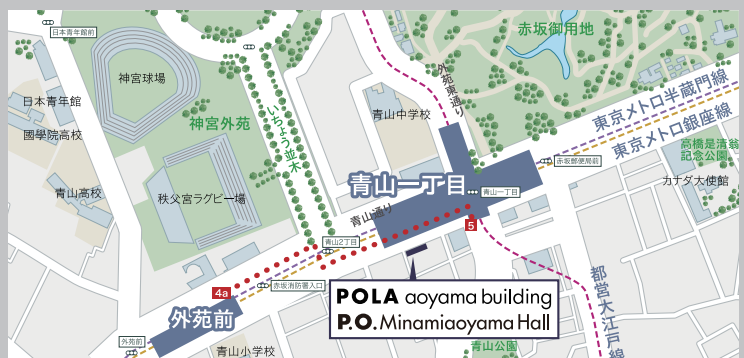 日本青年館前
神宮球場
日本青年館
國學院高校
神宮外苑
いちょう並木
青山高校
秩父宮ラグビー場
青山中学校
外苑東通り
赤坂御用地
東京メトロ半蔵門線
東京メトロ銀座線
高橋是清翁
記念公園
赤坂郵便局前
カナダ大使館
青山一丁目
青山一丁目
青山通り
5
青山2丁目
4a
赤坂消防署入口
外苑前
外苑前
POLA aoyama building
P.O. Minamiaoyama Hall
都営大江戸線
青山小学校
青山公園